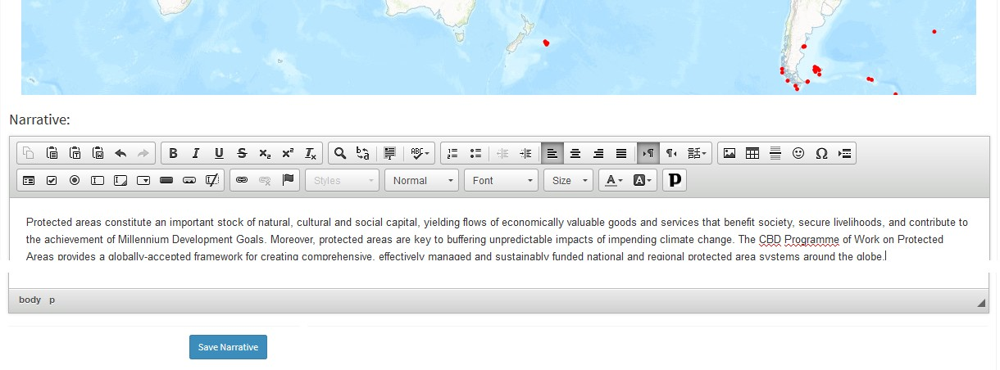 Narrative:
B I U S x₂ x² Tx ABC
Styles Normal Font Size A A P
Protected areas constitute an important stock of natural, cultural and social capital, yielding flows of economically valuable goods and services that benefit society, secure livelihoods, and contribute to
the achievement of Millennium Development Goals. Moreover, protected areas are key to buffering unpredictable impacts of impending climate change. The CBD Programme of Work on Protected
Areas provides a globally-accepted framework for creating comprehensive, effectively managed and sustainably funded national and regional protected area systems around the globe.
body p
Save Narrative